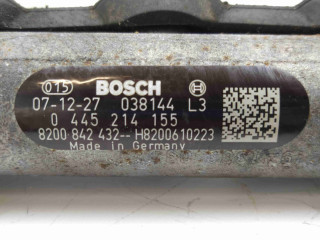 015 BOSCH
07-12-27 038144 L3
0 445 214 155
8200 842 432-- H8200610223
Made in Germany